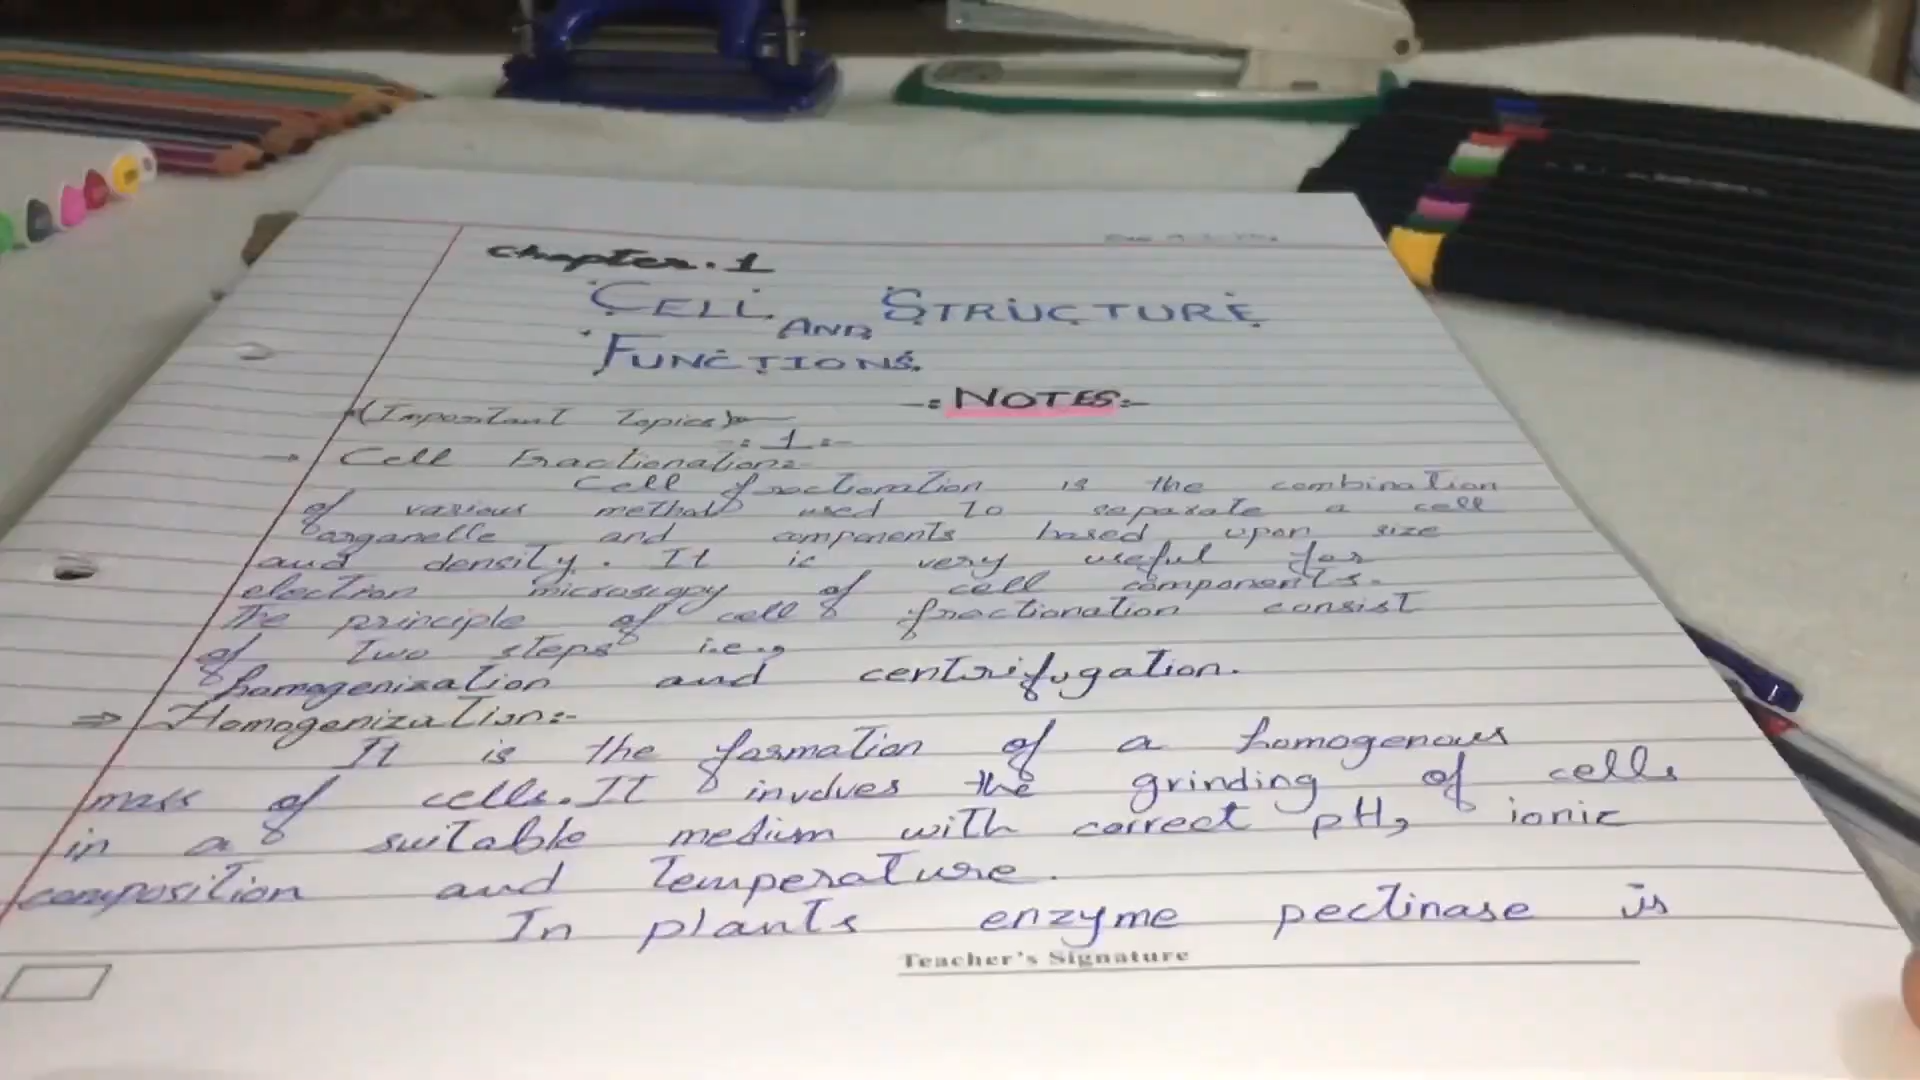 Chapter.1
CELL AND STRUCTURE
FUNCTIONS
-: NOTES:-
(Important Topics)
-:1:-
→ Cell Fractionation:-
Cell fractionation is the combination
of various methods used to separate a cell
organelle and components based upon size
and density. It is very useful for
electron microscopy of cell components.
The principle of cell fractionation consist
of two steps i.e.,
homogenization and centrifugation.
⇒ Homogenization:-
It is the formation of a homogenous
mass of cells. It involves the grinding of cells
in a suitable medium with correct pH, ionic
composition and temperature.
In plants enzyme pectinase is
Teacher's Signature